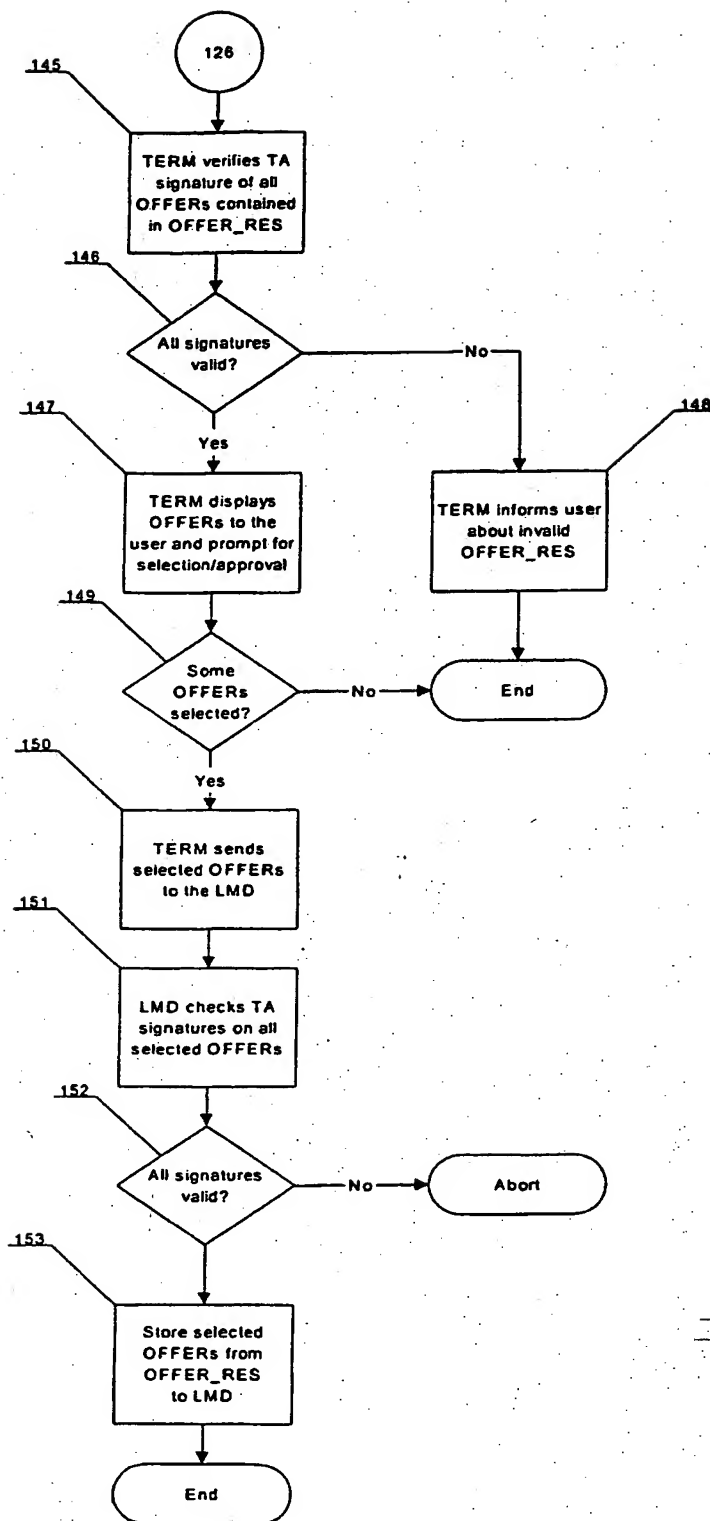 126
145
TERM verifies TA
signature of all
OFFERs contained
in OFFER_RES
146
All signatures
valid?
No
147
148
Yes
TERM displays
OFFERs to the
user and prompt for
selection/approval
TERM informs user
about invalid
OFFER_RES
149
Some
OFFERs
selected?
No
End
150
Yes
TERM sends
selected OFFERs
to the LMD
151
LMD checks TA
signatures on all
selected OFFERs
152
All signatures
valid?
No
Abort
153
Store selected
OFFERs from
OFFER_RES
to LMD
End